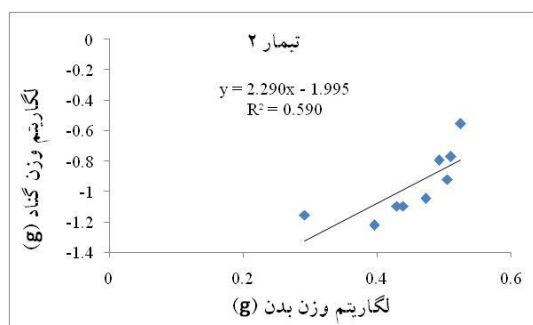 تیمار ۲
y = 2.290x - 1.995
R² = 0.590
لگاریتم وزن گناد (g)
0
-0.2
-0.4
-0.6
-0.8
-1
-1.2
-1.4
0
0.2
0.4
0.6
لگاریتم وزن بدن (g)